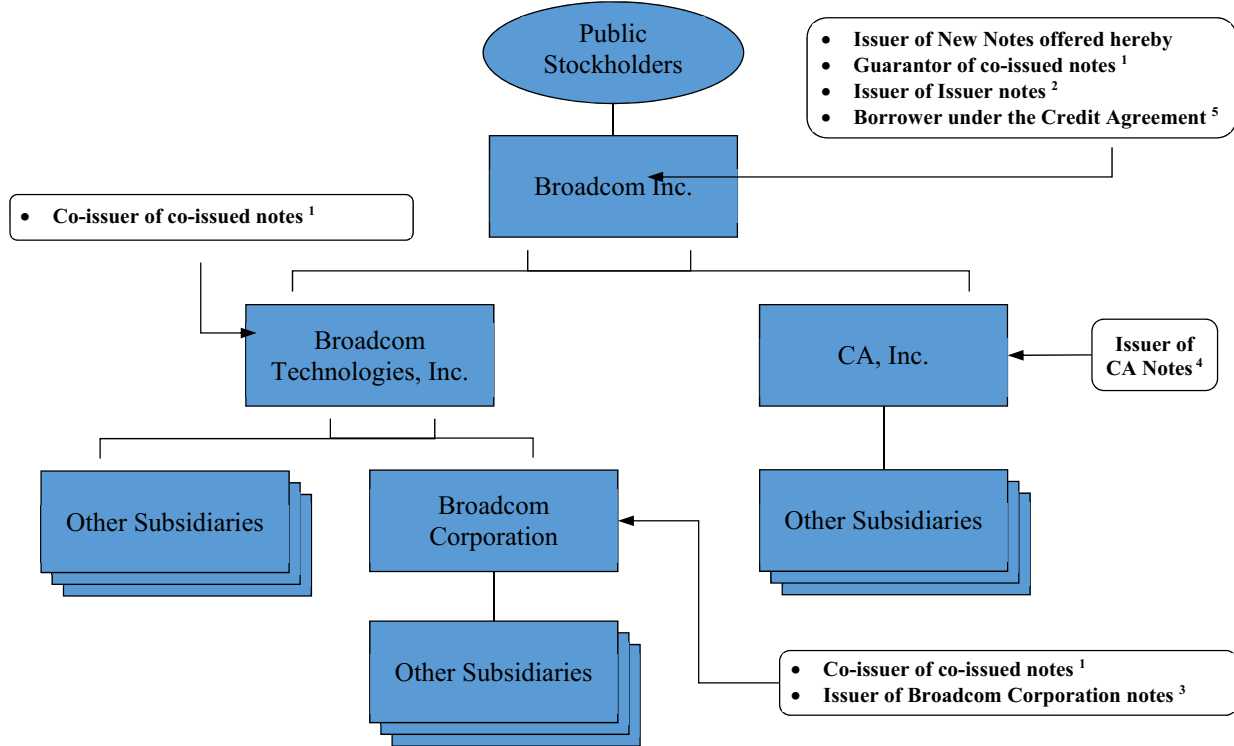 Public
Stockholders
• Issuer of New Notes offered hereby
• Guarantor of co-issued notes 1
• Issuer of Issuer notes 2
• Borrower under the Credit Agreement 5
Broadcom Inc.
• Co-issuer of co-issued notes 1
Broadcom
Technologies, Inc.
CA, Inc.
Issuer of
CA Notes 4
Other Subsidiaries
Broadcom
Corporation
Other Subsidiaries
Other Subsidiaries
• Co-issuer of co-issued notes 1
• Issuer of Broadcom Corporation notes 3